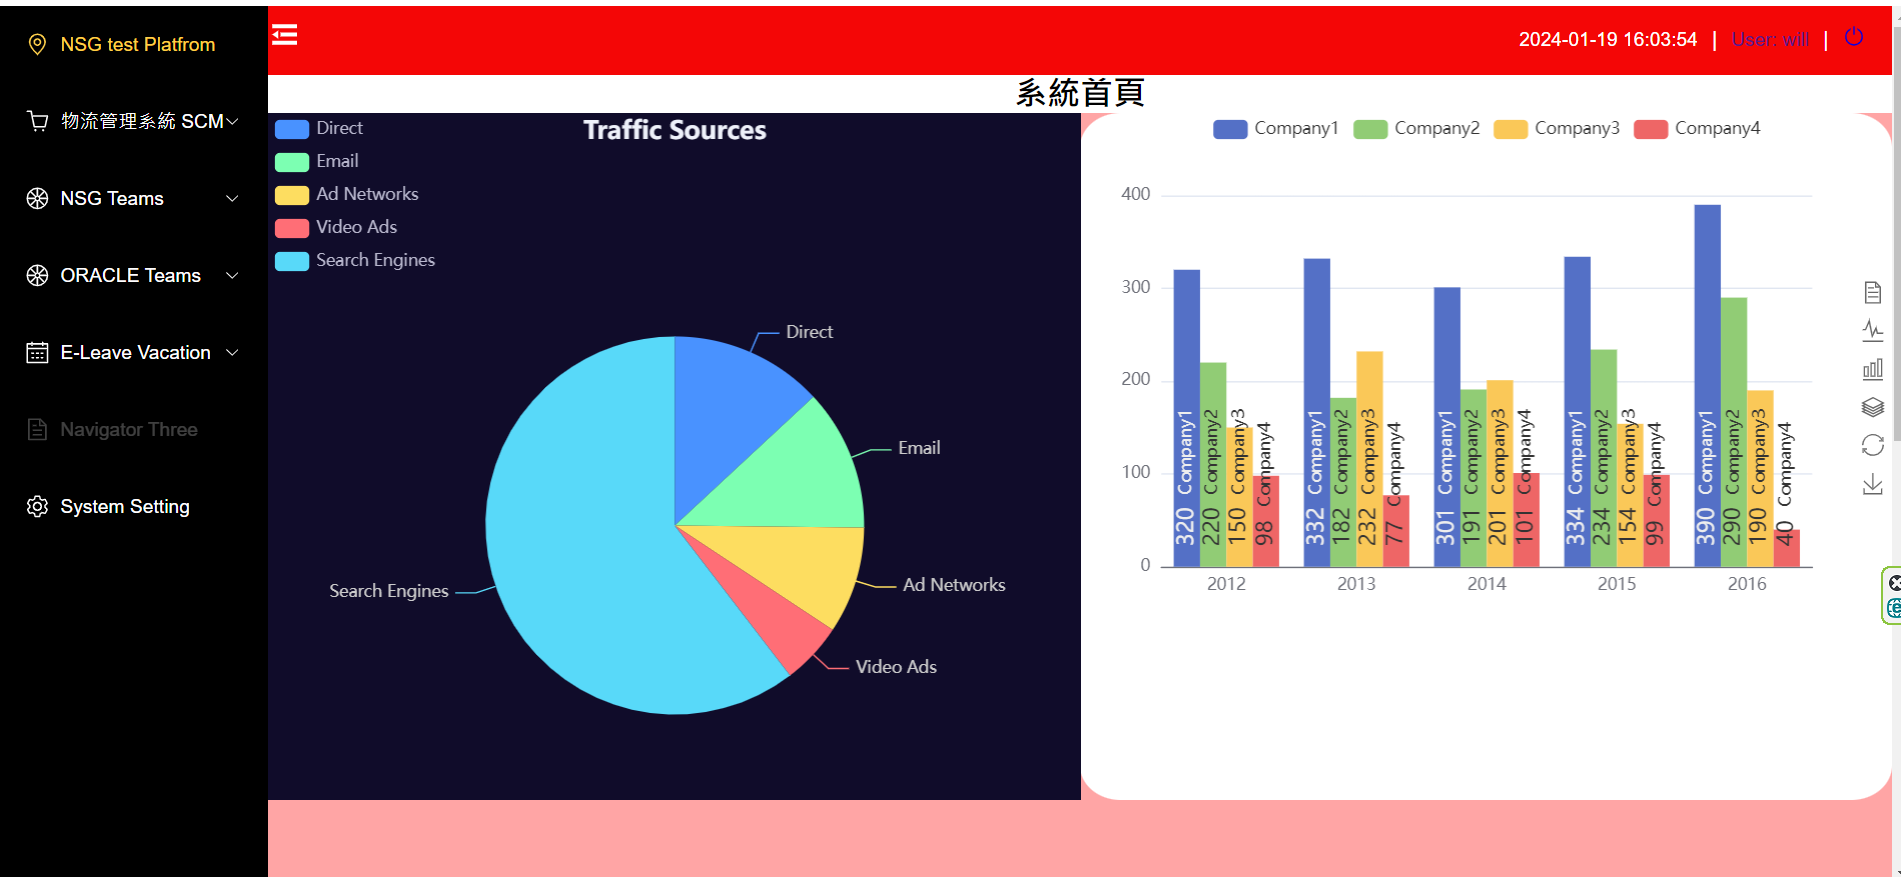 NSG test Platfrom
物流管理系統 SCM
NSG Teams
ORACLE Teams
E-Leave Vacation
Navigator Three
System Setting
2024-01-19 16:03:54 | User: will |
系統首頁
Traffic Sources
Direct
Email
Ad Networks
Video Ads
Search Engines
Direct
Email
Ad Networks
Video Ads
Search Engines
Company1 Company2 Company3 Company4
400
300
200
100
0
320 Company1
220 Company2
150 Company3
98 Company4
332 Company1
182 Company2
232 Company3
77 Company4
301 Company1
191 Company2
201 Company3
101 Company4
334 Company1
234 Company2
154 Company3
99 Company4
390 Company1
290 Company2
190 Company3
40 Company4
2012 2013 2014 2015 2016